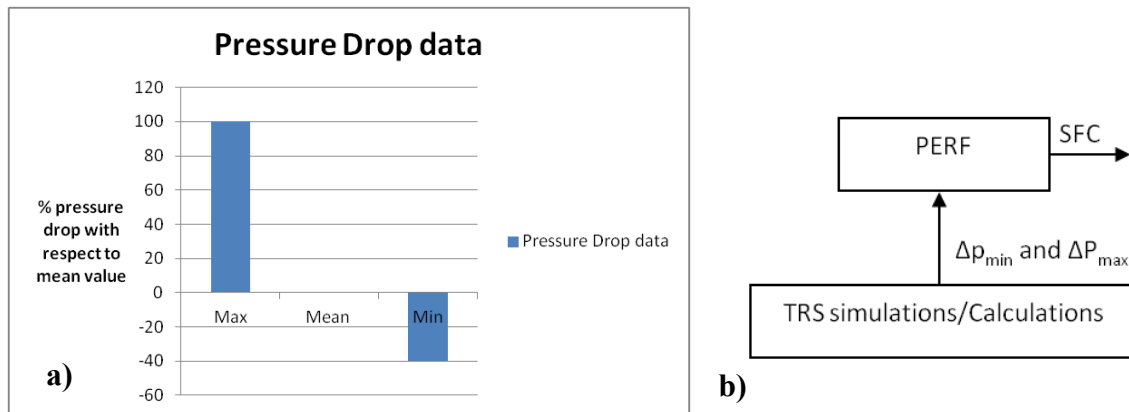 Pressure Drop data
120
100
80
60
40
20
0
-20
-40
-60
% pressure
drop with
respect to
mean value
Max
Mean
Min
Pressure Drop data
a)
PERF
SFC
Δpmin and ΔPmax
TRS simulations/Calculations
b)